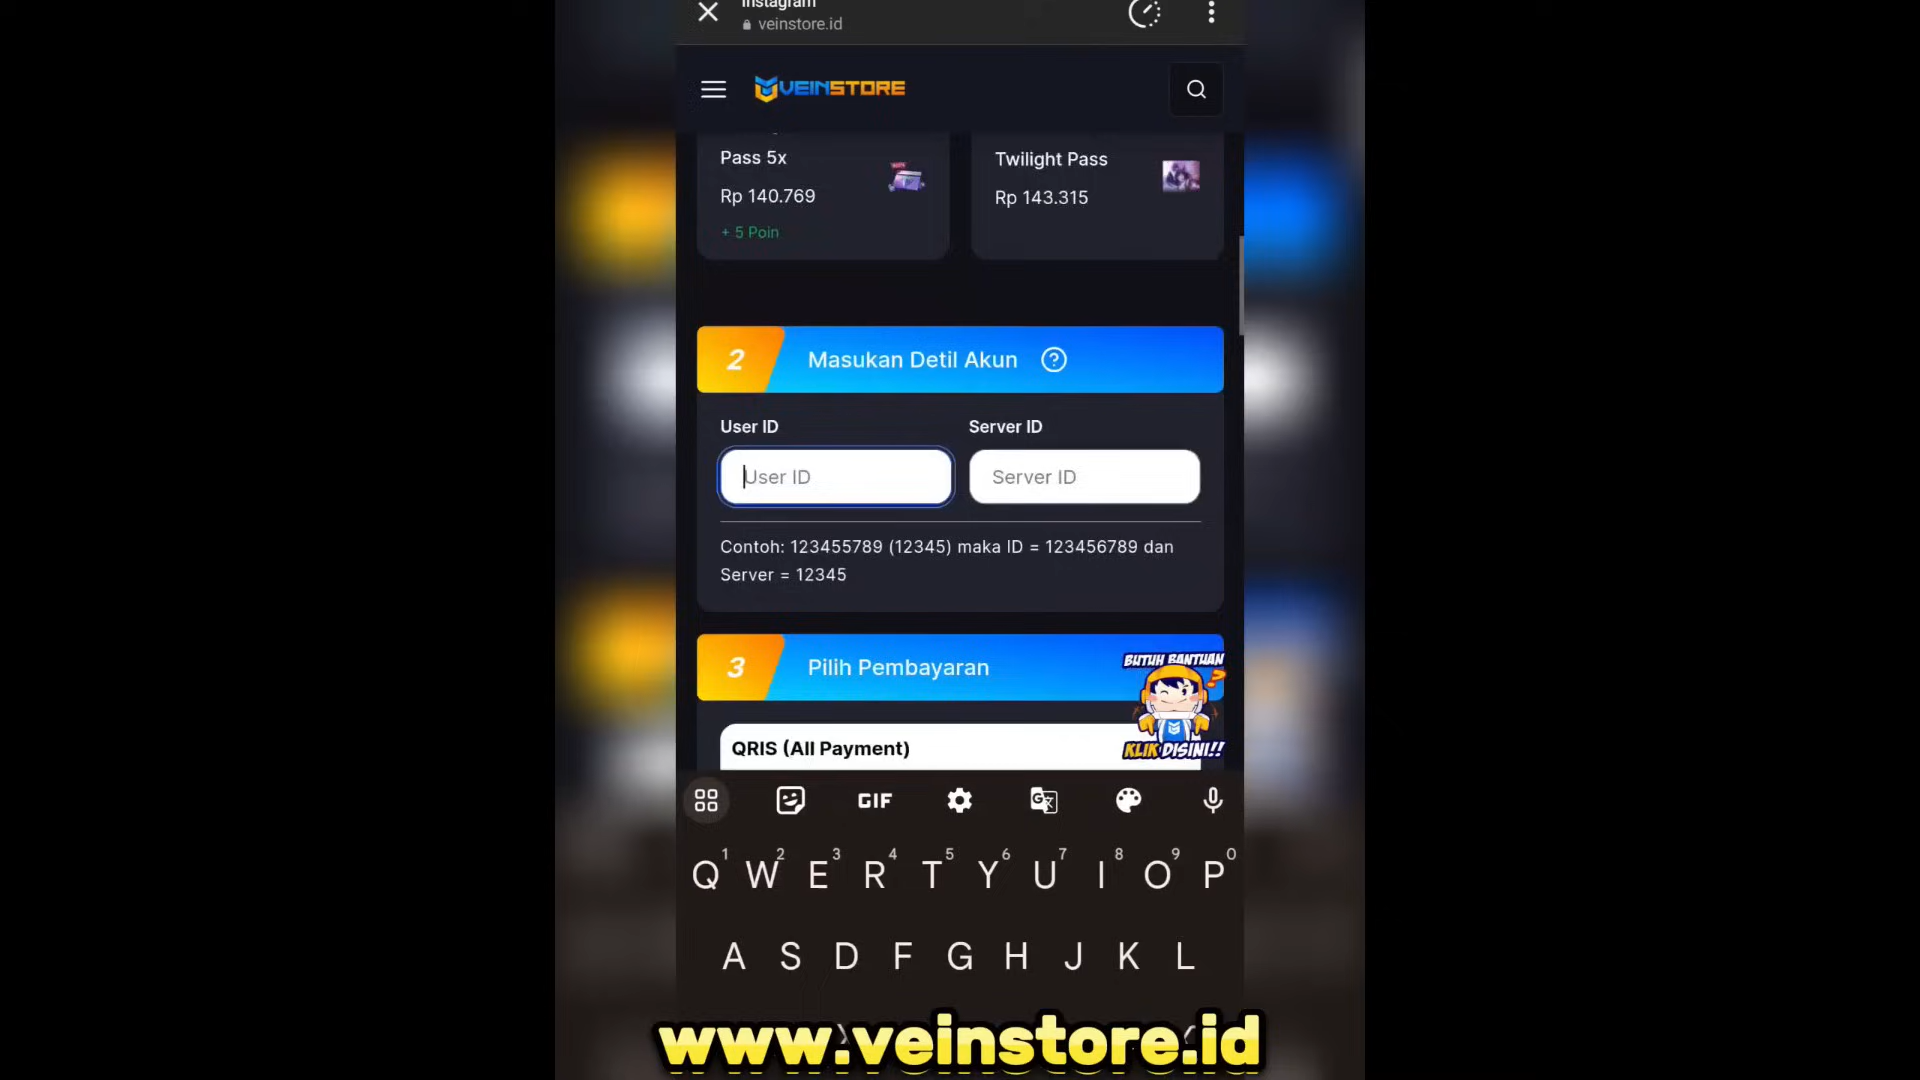 Instagram
veinstore.id
VEINSTORE
Pass 5x
Rp 140.769
+ 5 Poin
Twilight Pass
Rp 143.315
2 Masukan Detil Akun ?
User ID
Server ID
User ID
Server ID
Contoh: 123455789 (12345) maka ID = 123456789 dan
Server = 12345
3 Pilih Pembayaran
BUTUH BANTUAN
?
KLIK DISINI!!
QRIS (All Payment)
GIF
1 2 3 4 5 6 7 8 9 0
Q W E R T Y U I O P
A S D F G H J K L
www.veinstore.id